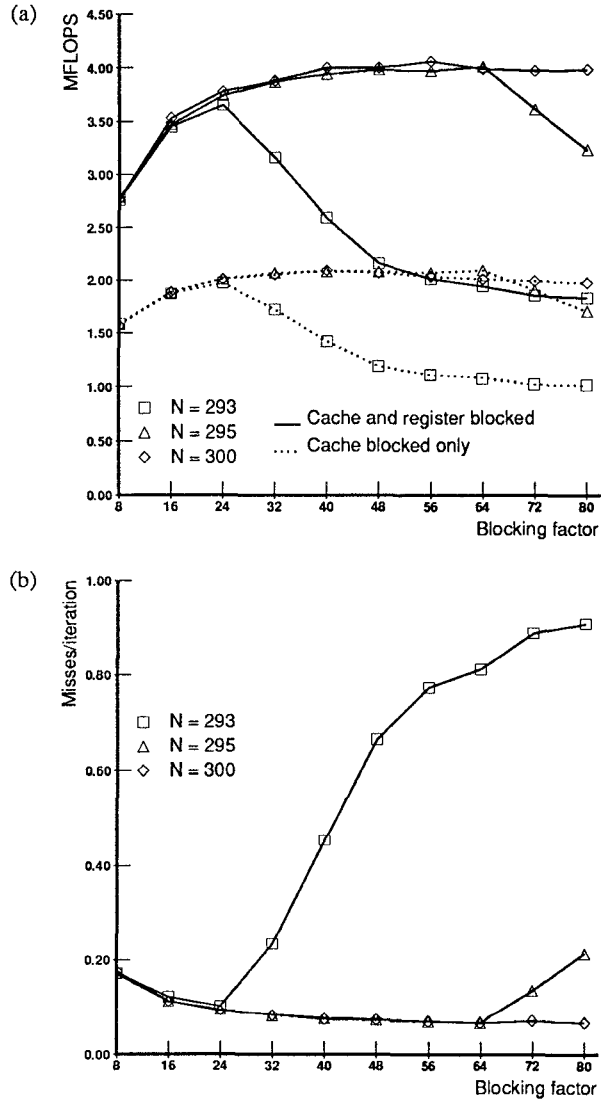 (a)
MFLOPS
4.50
4.00
3.50
3.00
2.50
2.00
1.50
1.00
0.50
0.00
N = 293
N = 295
N = 300
Cache and register blocked
Cache blocked only
8 16 24 32 40 48 56 64 72 80
Blocking factor
(b)
Misses/iteration
1.00
0.80
0.60
0.40
0.20
0.00
N = 293
N = 295
N = 300
8 16 24 32 40 48 56 64 72 80
Blocking factor